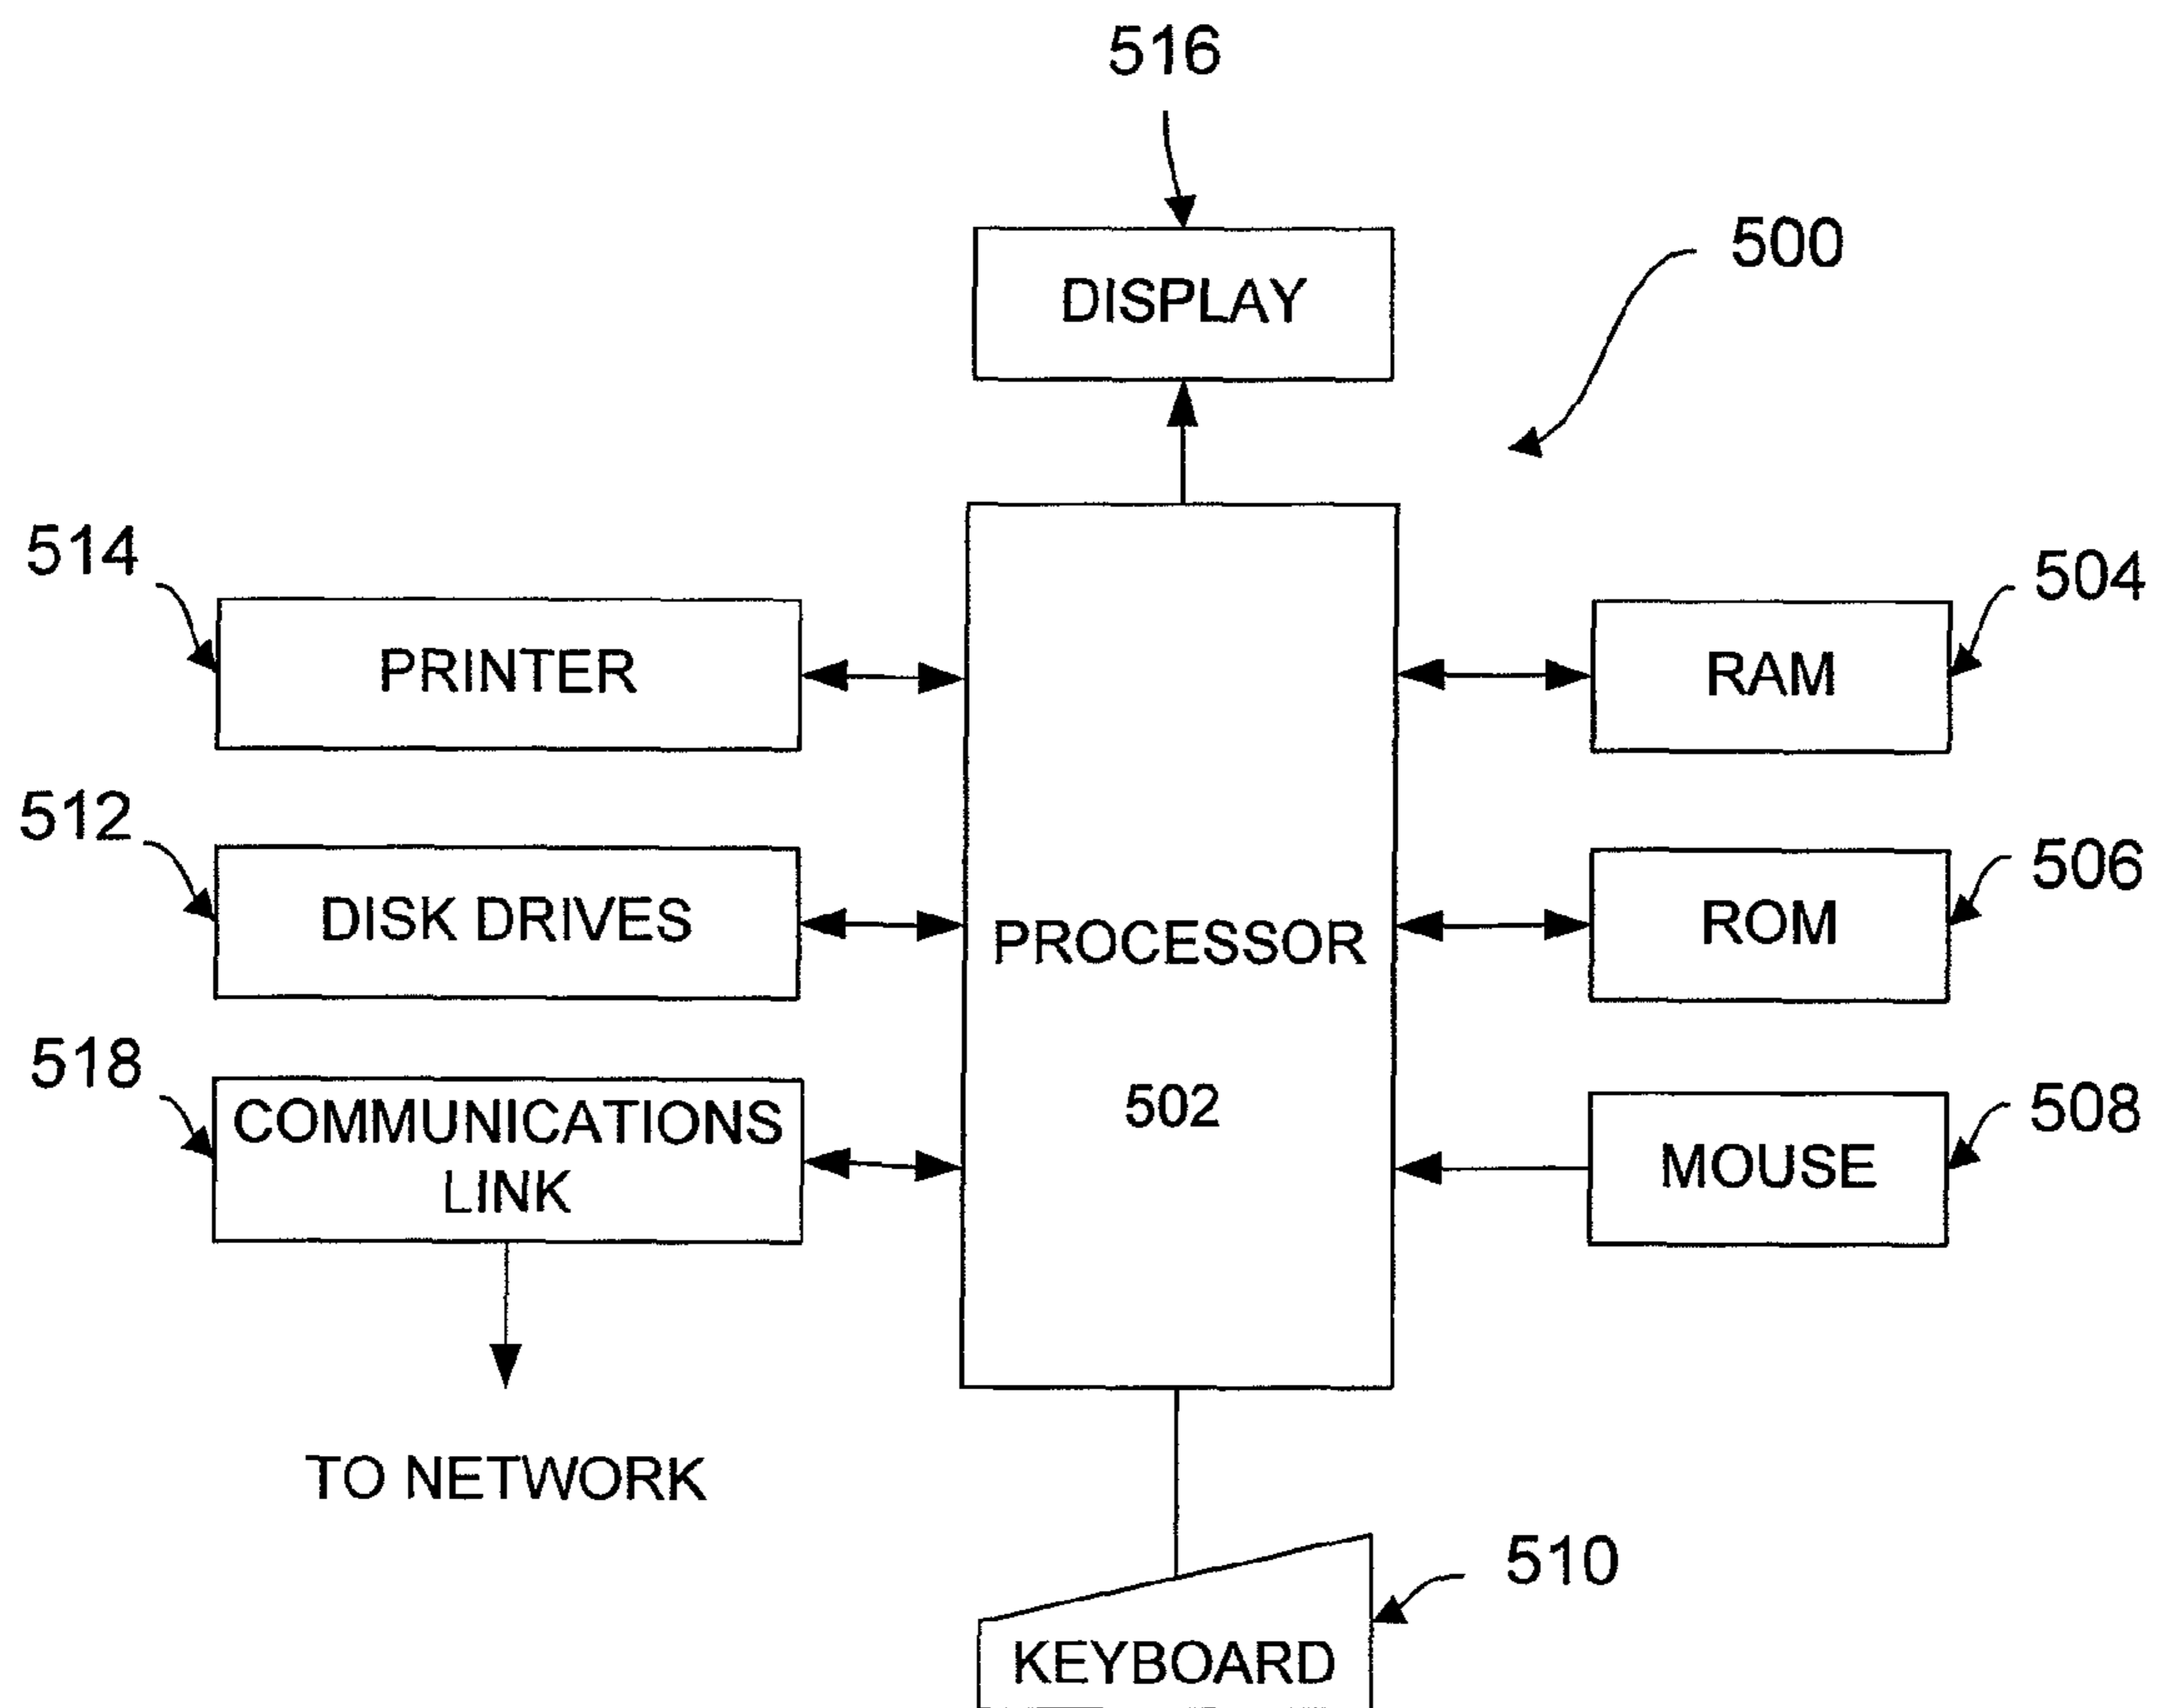 516
DISPLAY
500
514
PRINTER
504
RAM
512
DISK DRIVES
PROCESSOR
502
506
ROM
518
COMMUNICATIONS
LINK
508
MOUSE
TO NETWORK
510
KEYBOARD